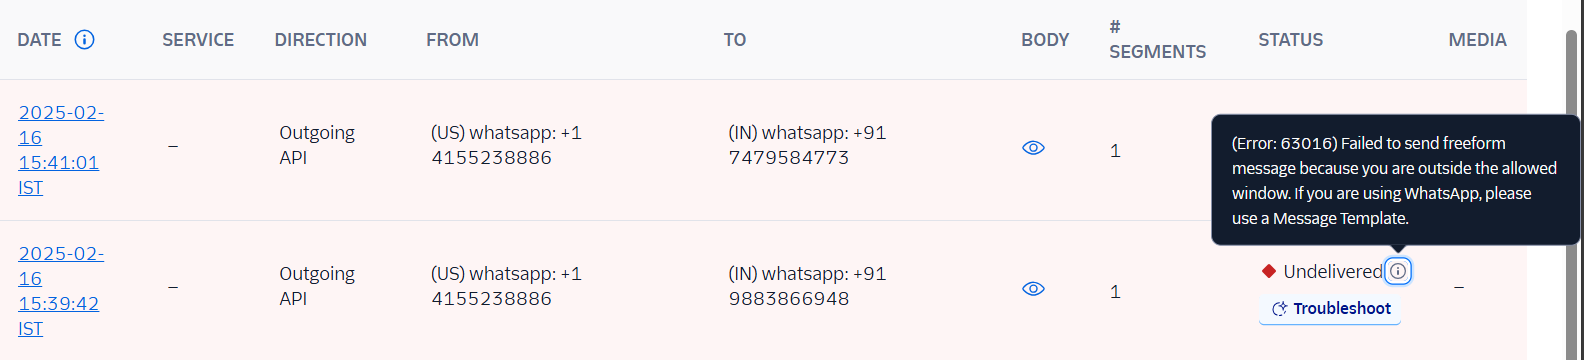 DATE SERVICE DIRECTION FROM TO BODY # SEGMENTS STATUS MEDIA
2025-02-
16
15:41:01
IST
–
Outgoing
API
(US) whatsapp: +1
4155238886
(IN) whatsapp: +91
7479584773
1
(Error: 63016) Failed to send freeform
message because you are outside the allowed
window. If you are using WhatsApp, please
use a Message Template.
2025-02-
16
15:39:42
IST
–
Outgoing
API
(US) whatsapp: +1
4155238886
(IN) whatsapp: +91
9883866948
1
Undelivered
Troubleshoot
–